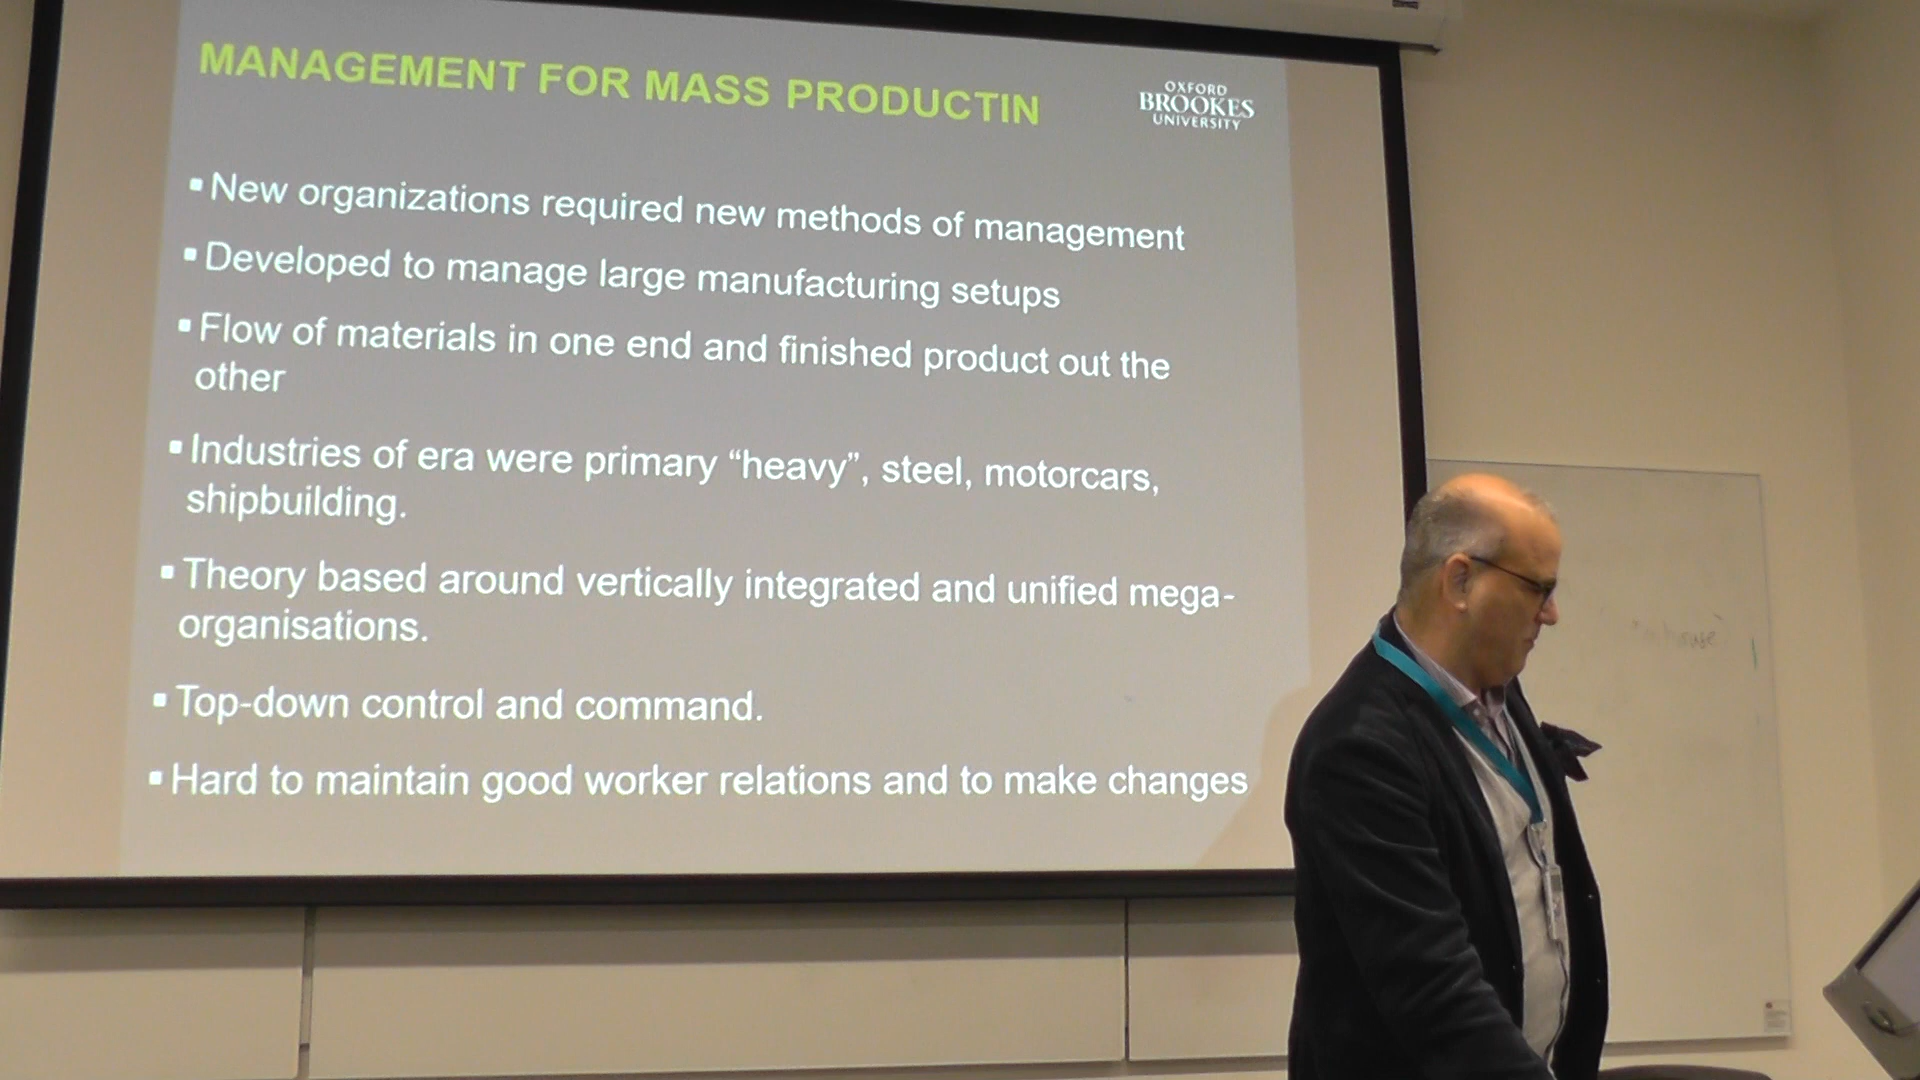 MANAGEMENT FOR MASS PRODUCTIN
OXFORD
BROOKES
UNIVERSITY
▪ New organizations required new methods of management
▪ Developed to manage large manufacturing setups
▪ Flow of materials in one end and finished product out the
other
▪ Industries of era were primary “heavy”, steel, motorcars,
shipbuilding.
▪ Theory based around vertically integrated and unified mega-
organisations.
▪ Top-down control and command.
▪ Hard to maintain good worker relations and to make changes